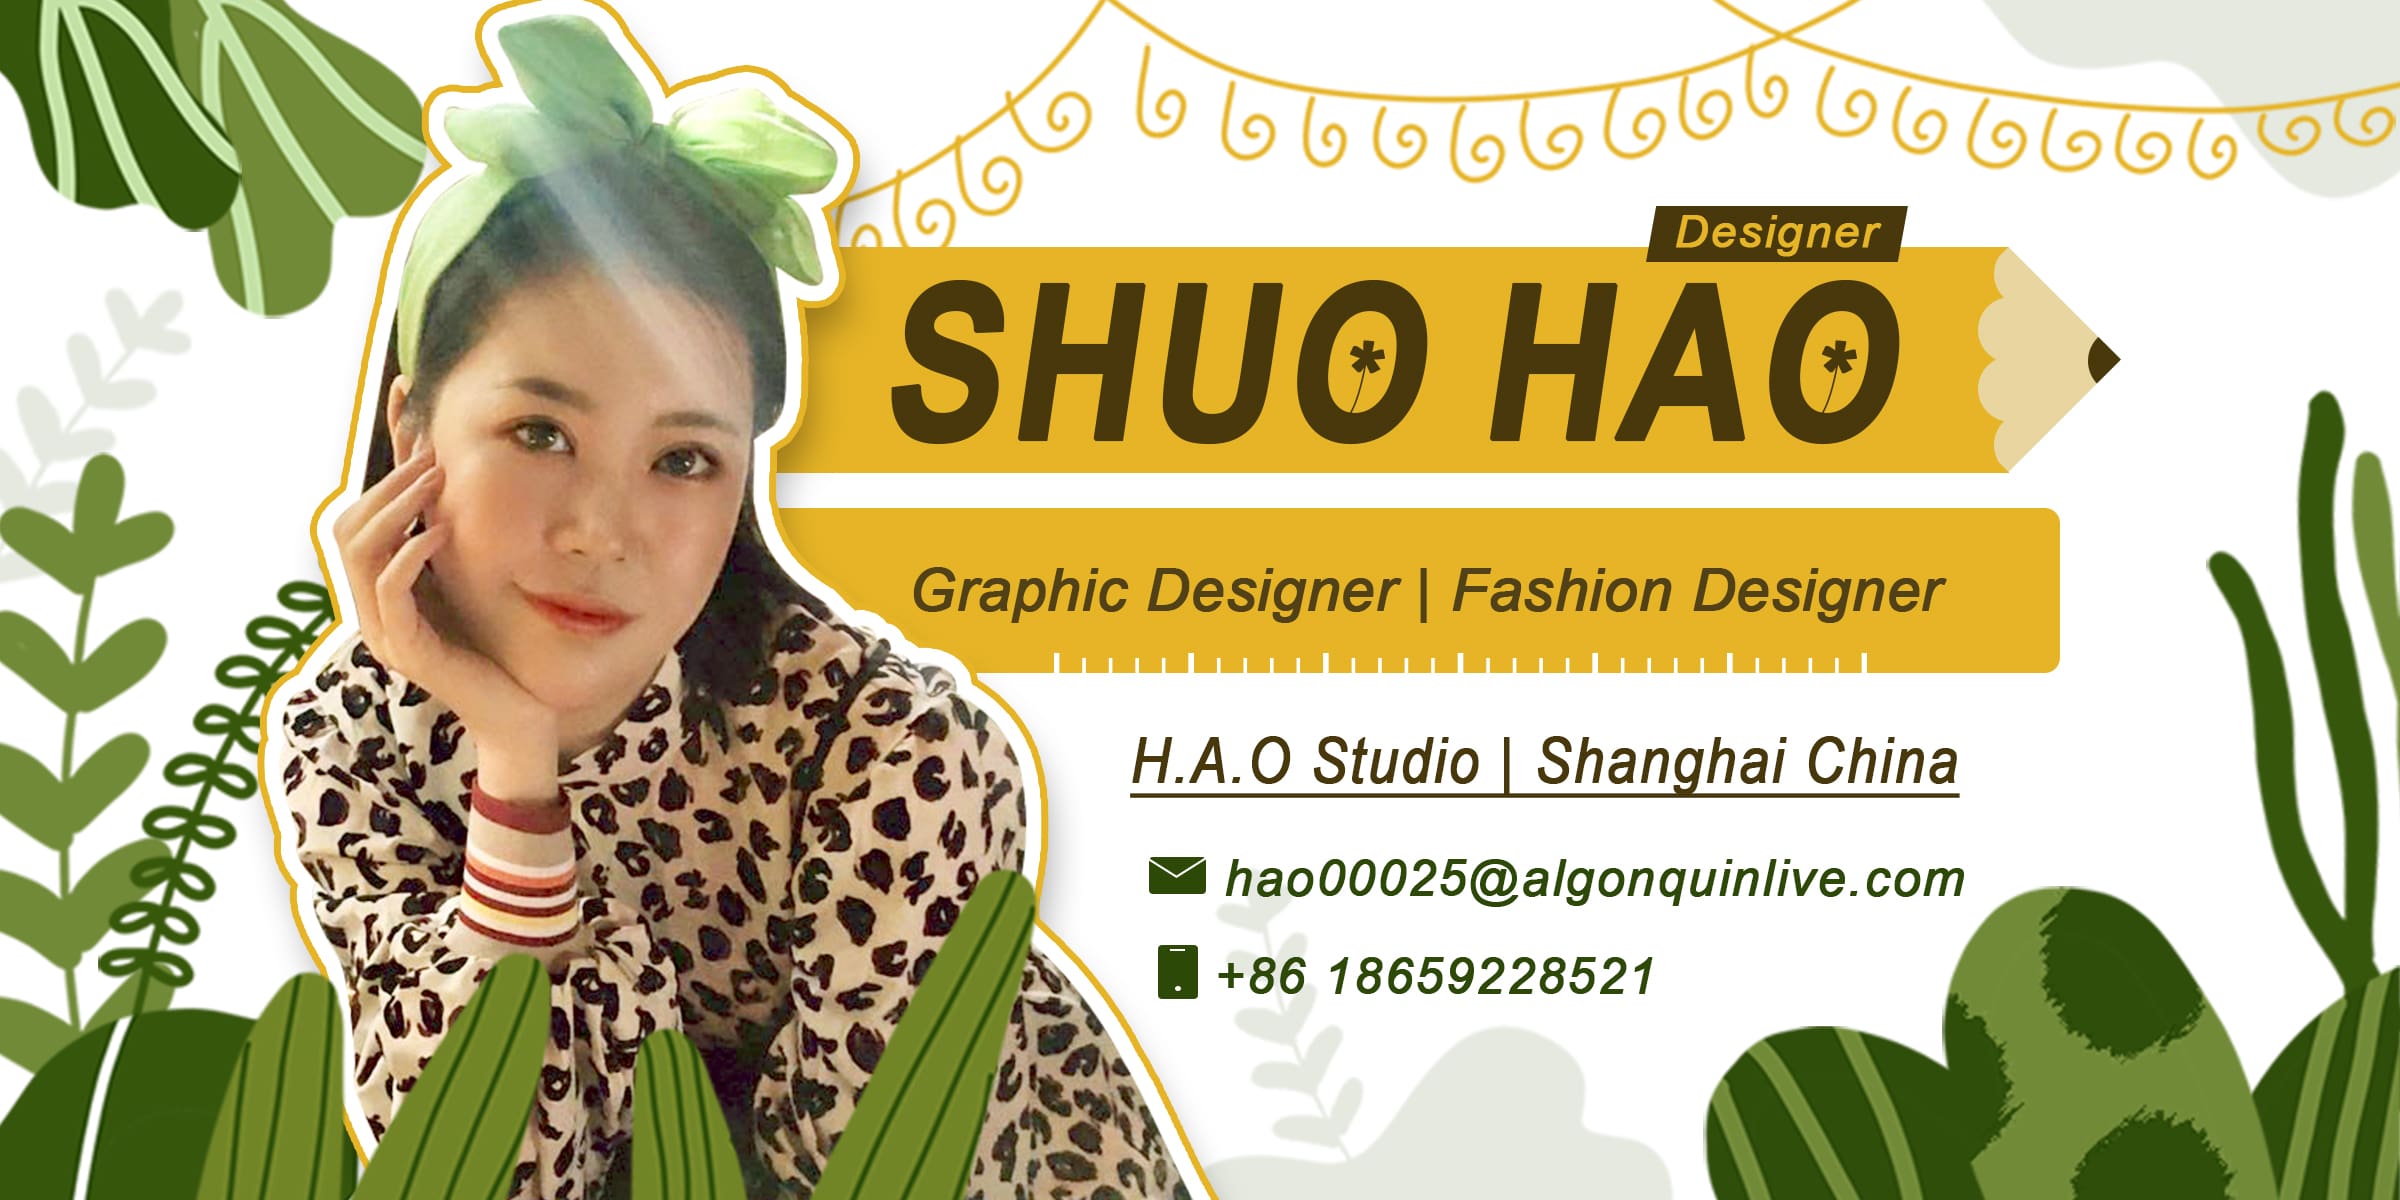 Designer
SHUO HAO
Graphic Designer | Fashion Designer
H.A.O Studio | Shanghai China
hao00025@algonquinlive.com
+86 18659228521